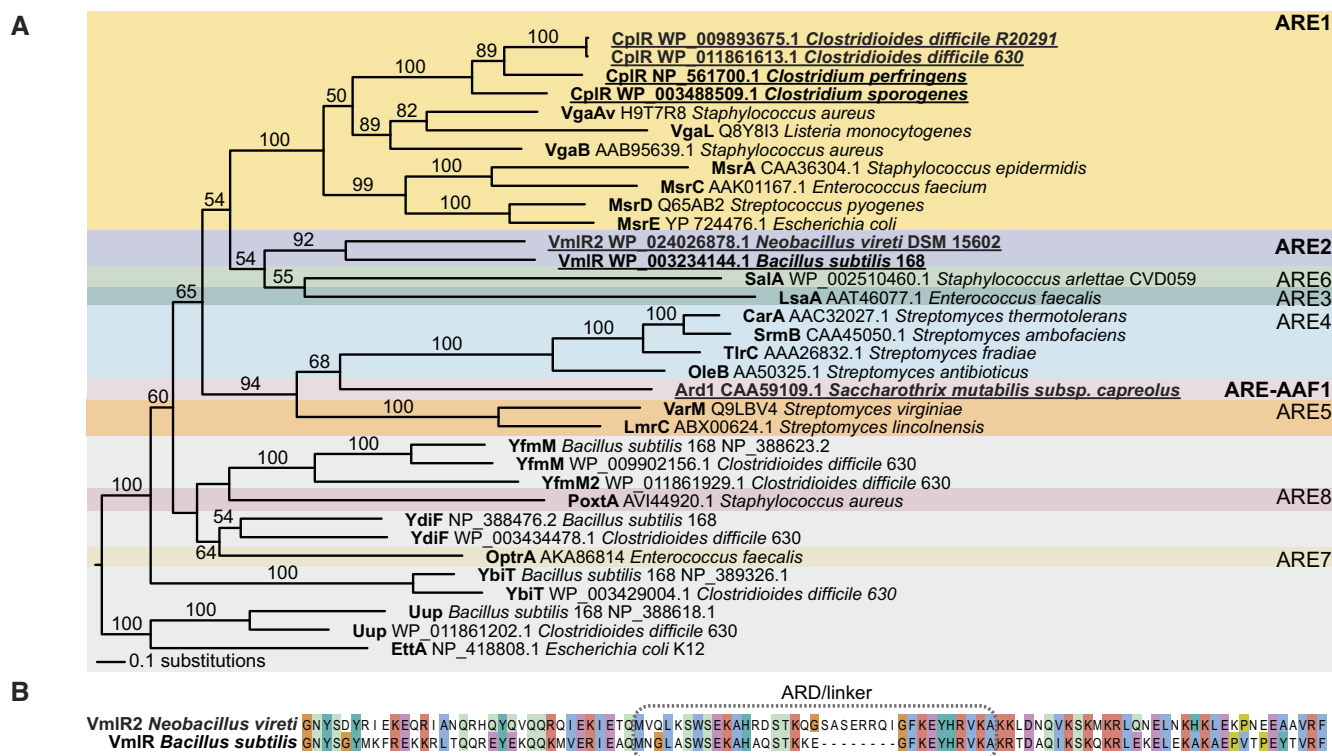 A
ARE1
100
CplR WP_009893675.1 Clostridioides difficile R20291
89
CplR WP_011861613.1 Clostridioides difficile 630
100
CplR NP_561700.1 Clostridium perfringens
CplR WP_003488509.1 Clostridium sporogenes
50
82
VgaAv H9T7R8 Staphylococcus aureus
89
VgaL Q8Y8I3 Listeria monocytogenes
100
VgaB AAB95639.1 Staphylococcus aureus
100
MsrA CAA36304.1 Staphylococcus epidermidis
99
MsrC AAK01167.1 Enterococcus faecium
54
100
MsrD Q65AB2 Streptococcus pyogenes
MsrE YP 724476.1 Escherichia coli
92
VmlR2 WP_024026878.1 Neobacillus vireti DSM 15602
ARE2
54
VmlR WP_003234144.1 Bacillus subtilis 168
55
SalA WP_002510460.1 Staphylococcus arlettae CVD059
ARE6
65
LsaA AAT46077.1 Enterococcus faecalis
ARE3
100
CarA AAC32027.1 Streptomyces thermotolerans
ARE4
100
SrmB CAA45050.1 Streptomyces ambofaciens
100
TlrC AAA26832.1 Streptomyces fradiae
68
OleB AA50325.1 Streptomyces antibioticus
94
Ard1 CAA59109.1 Saccharothrix mutabilis subsp. capreolus
ARE-AAF1
60
100
VarM Q9LBV4 Streptomyces virginiae
ARE5
LmrC ABX00624.1 Streptomyces lincolnensis
100
YfmM Bacillus subtilis 168 NP_388623.2
100
YfmM WP_009902156.1 Clostridioides difficile 630
YfmM2 WP_011861929.1 Clostridioides difficile 630
100
PoxtA AVI44920.1 Staphylococcus aureus
ARE8
54
YdiF NP_388476.2 Bacillus subtilis 168
YdiF WP_003434478.1 Clostridioides difficile 630
64
OptrA AKA86814 Enterococcus faecalis
ARE7
100
YbiT Bacillus subtilis 168 NP_389326.1
YbiT WP_003429004.1 Clostridioides difficile 630
100
Uup Bacillus subtilis 168 NP_388618.1
100
Uup WP_011861202.1 Clostridioides difficile 630
EttA NP_418808.1 Escherichia coli K12
0.1 substitutions
B
ARD/linker
VmlR2 Neobacillus vireti GNYSDYRIEKEQRIANQRHQYQVQQRQIEKIETQMVQLKSWSEKAHRDSTKQGSASERRQIGFKEYHRVKAKKLDNQVKSKMKRLQNELNKHKLEKPNEEAAVRF
VmlR Bacillus subtilis GNYSGYMKFREKKRLTQQREYEKQQKMVERIEAQMNGLASWSEKAHAQSTKKE--------GFKEYHRVKAKRTDAQIKSKQKRLEKELEKAKAEPVTPEYTVRF